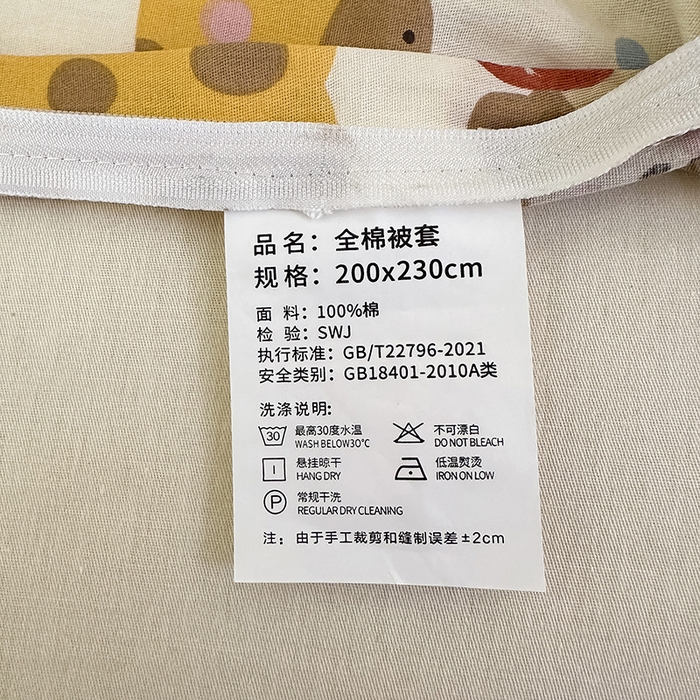 品名：全棉被套
规格：200x230cm
面料：100%棉
检验：SWJ
执行标准：GB/T22796-2021
安全类别：GB18401-2010A类
洗涤说明:
30 最高30度水温 不可漂白
WASH BELOW30°C DO NOT BLEACH
悬挂晾干 低温熨烫
HANG DRY IRON ON LOW
P 常规干洗
REGULAR DRY CLEANING
注：由于手工裁剪和缝制误差±2cm